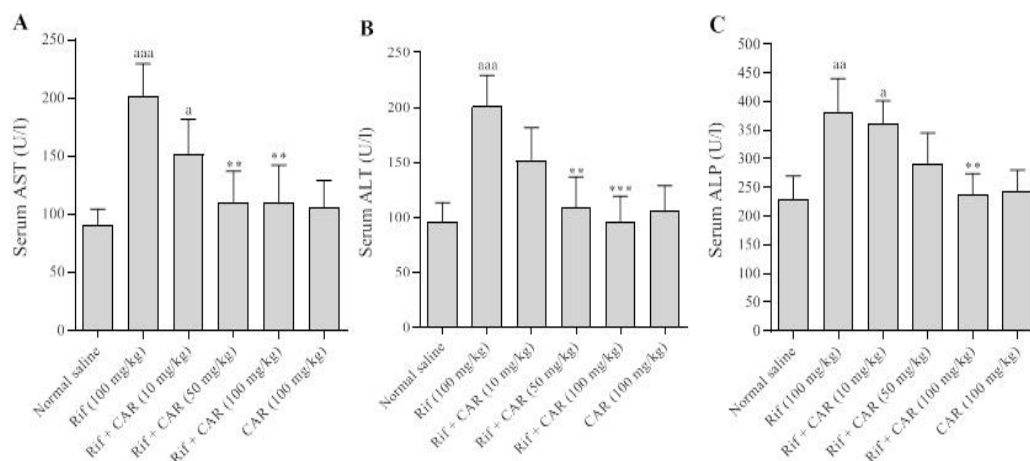 A
Serum AST (U/l)
250
200
150
100
50
0
aaa
a
**
**
Normal saline
Rif (100 mg/kg)
Rif + CAR (10 mg/kg)
Rif + CAR (50 mg/kg)
Rif + CAR (100 mg/kg)
CAR (100 mg/kg)
B
Serum ALT (U/l)
250
200
150
100
50
0
aaa
**
***
Normal saline
Rif (100 mg/kg)
Rif + CAR (10 mg/kg)
Rif + CAR (50 mg/kg)
Rif + CAR (100 mg/kg)
CAR (100 mg/kg)
C
Serum ALP (U/l)
500
450
400
350
300
250
200
150
100
50
0
aa
a
**
Normal saline
Rif (100 mg/kg)
Rif + CAR (10 mg/kg)
Rif + CAR (50 mg/kg)
Rif + CAR (100 mg/kg)
CAR (100 mg/kg)